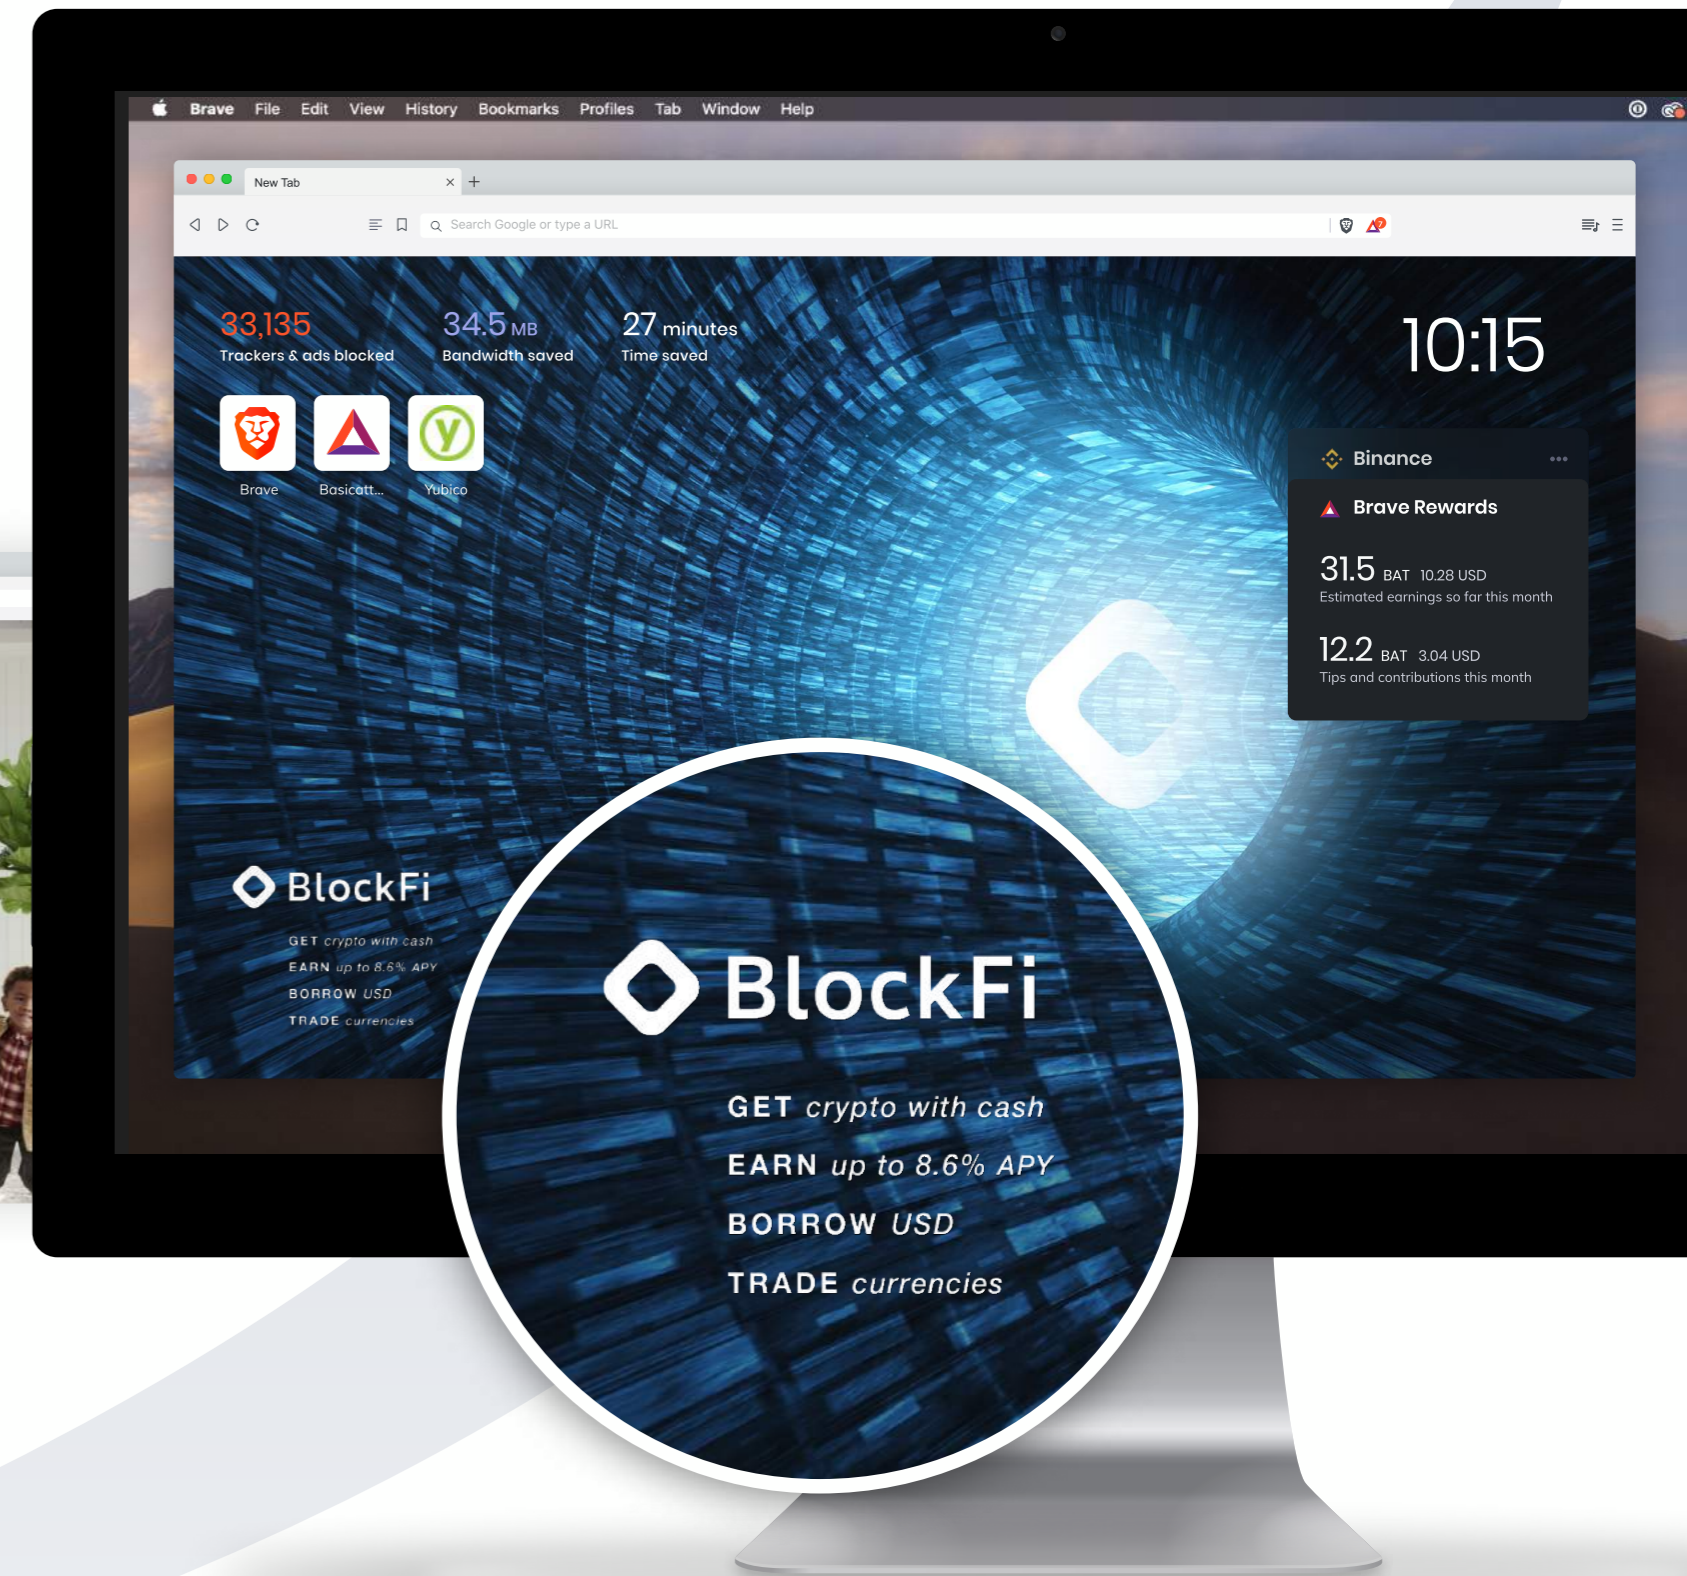 Brave File Edit View History Bookmarks Profiles Tab Window Help
New Tab
Search Google or type a URL
7
33,135
Trackers & ads blocked
34.5 MB
Bandwidth saved
27 minutes
Time saved
10:15
Brave
Basicatt...
Yubico
Binance
Brave Rewards
31.5 BAT 10.28 USD
Estimated earnings so far this month
12.2 BAT 3.04 USD
Tips and contributions this month
BlockFi
GET crypto with cash
EARN up to 8.6% APY
BORROW USD
TRADE currencies
BlockFi
GET crypto with cash
EARN up to 8.6% APY
BORROW USD
TRADE currencies